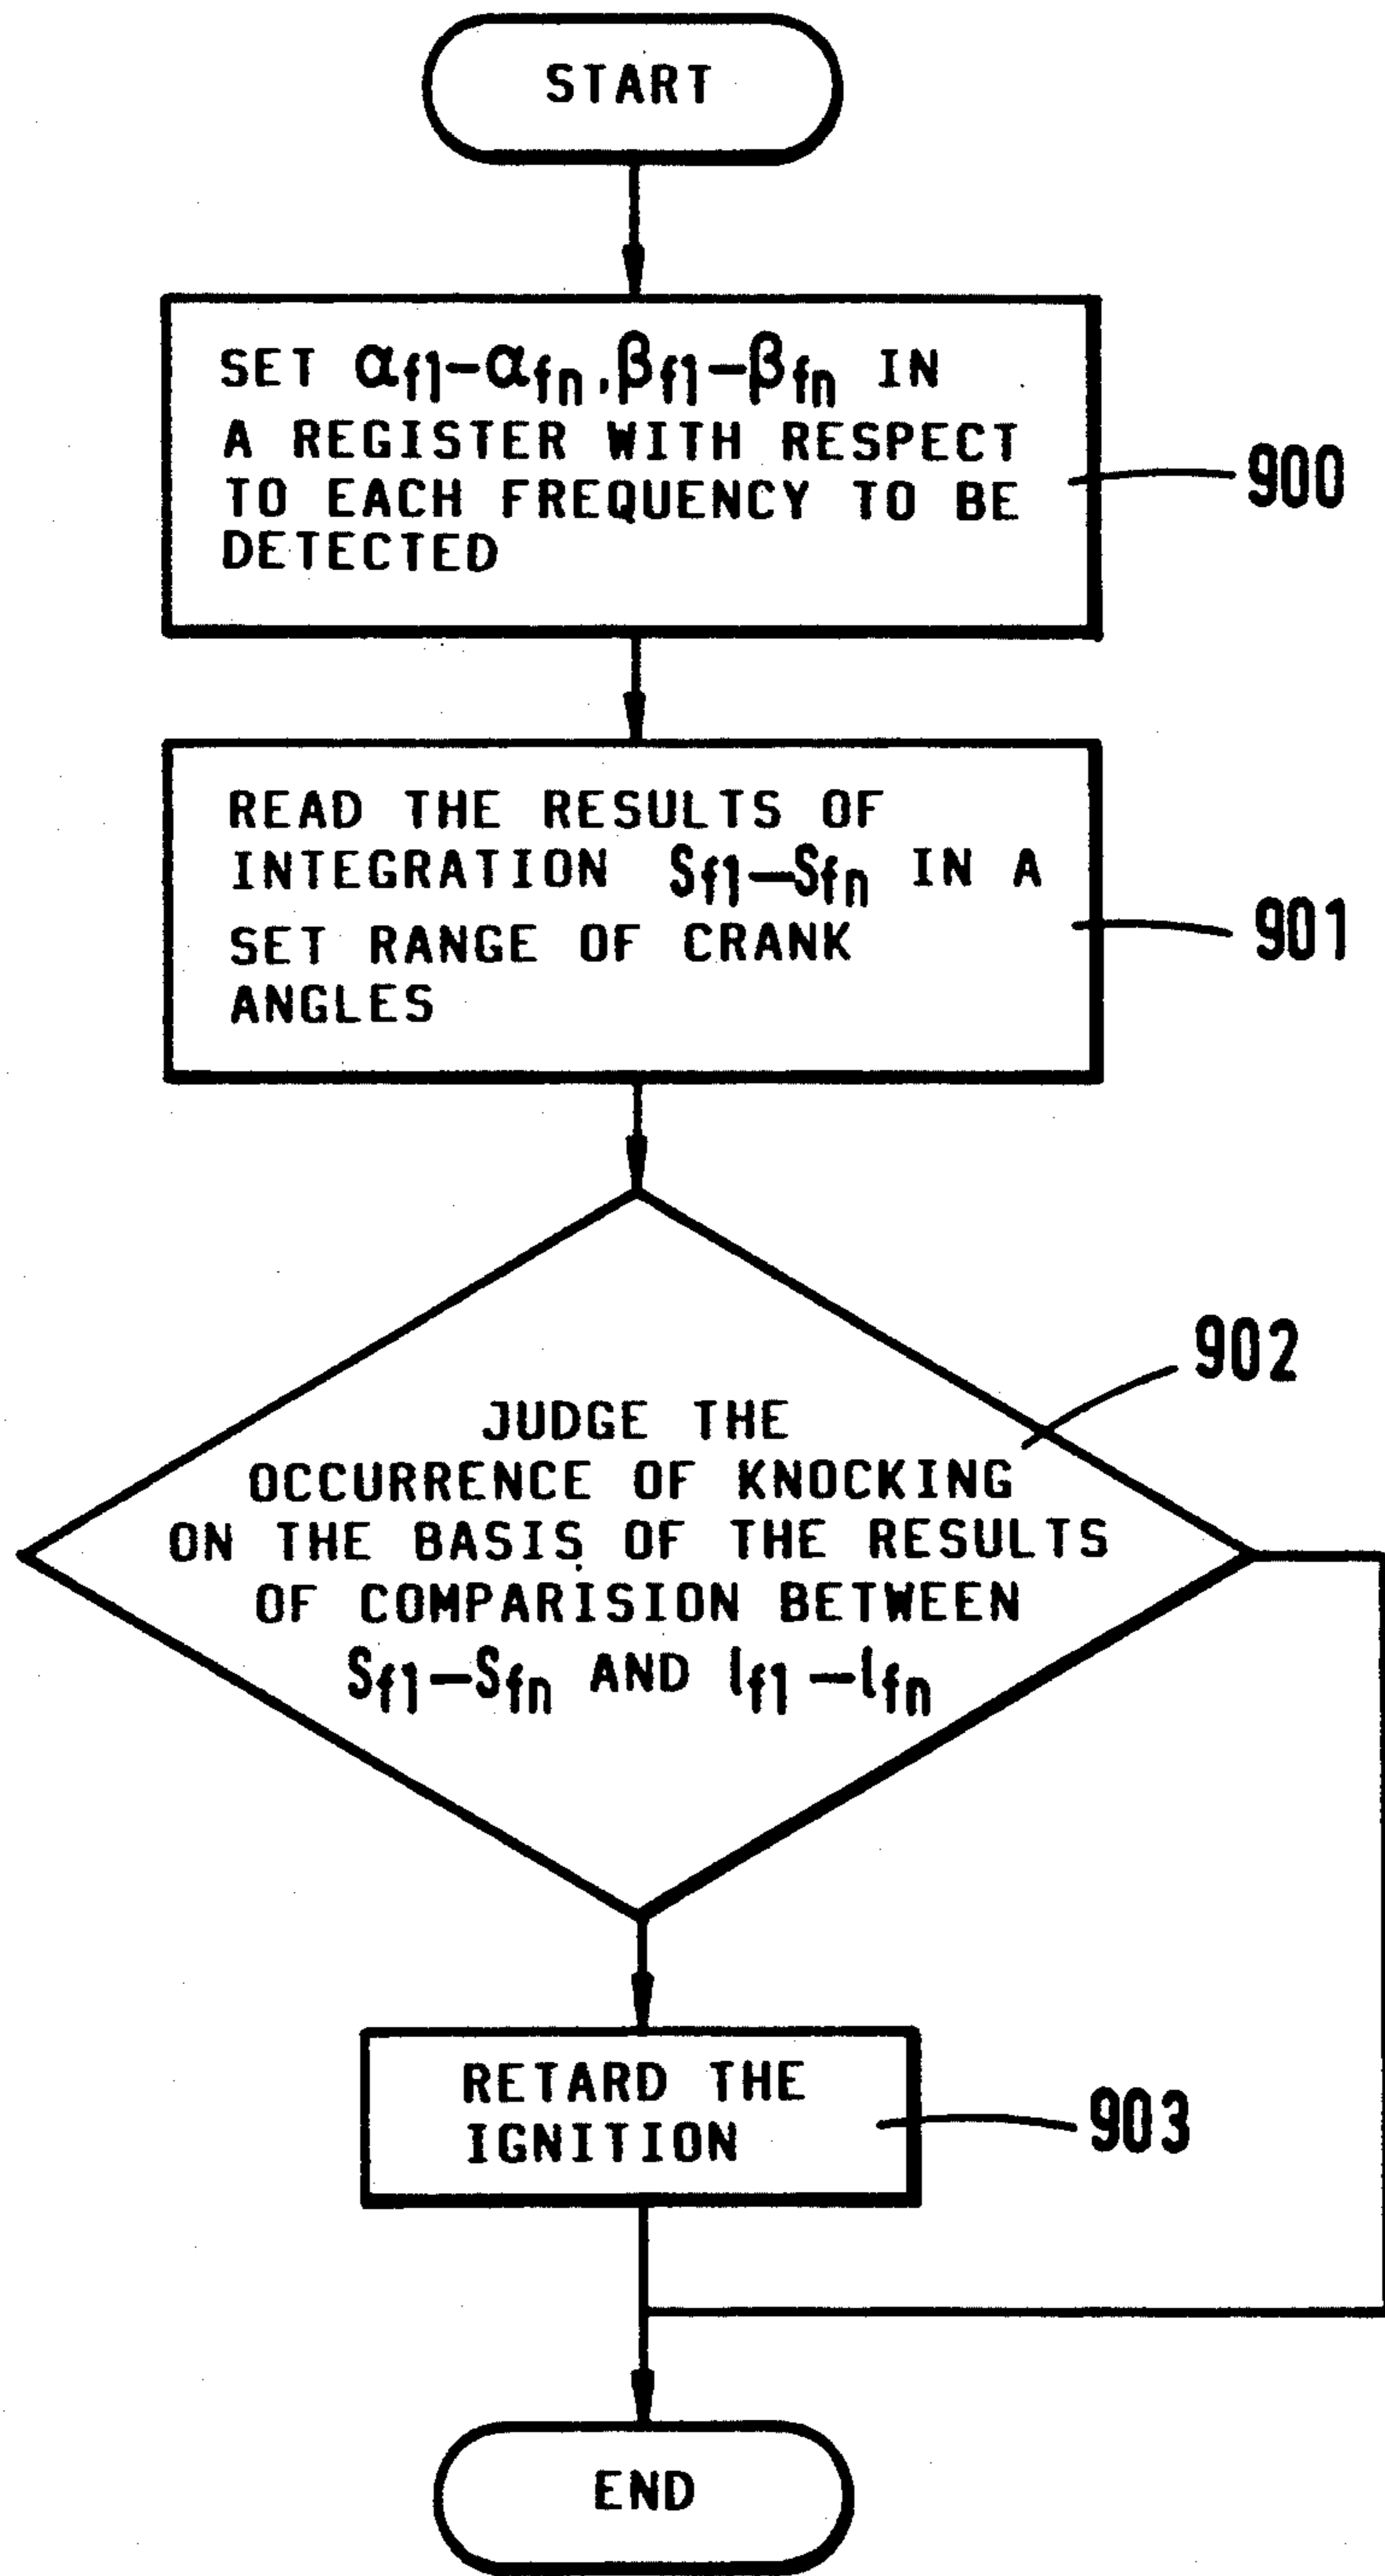 START
SET αf1-αfn, βf1-βfn IN
A REGISTER WITH RESPECT
TO EACH FREQUENCY TO BE
DETECTED
900
READ THE RESULTS OF
INTEGRATION Sf1-Sfn IN A
SET RANGE OF CRANK
ANGLES
901
902
JUDGE THE
OCCURRENCE OF KNOCKING
ON THE BASIS OF THE RESULTS
OF COMPARISION BETWEEN
Sf1-Sfn AND lf1-lfn
RETARD THE
IGNITION
903
END